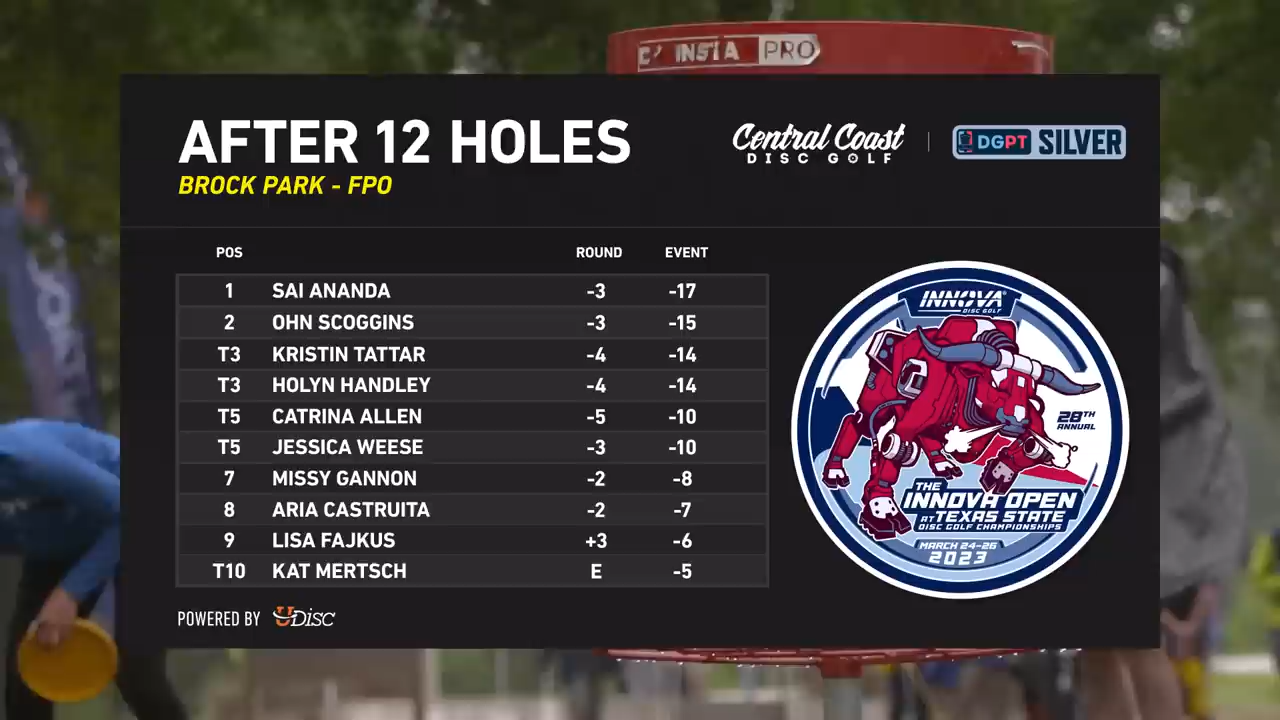 INSTA PRO
AFTER 12 HOLES
BROCK PARK - FPO
Central Coast
DISC GOLF
DGPT SILVER
POS ROUND EVENT
1 SAI ANANDA -3 -17
2 OHN SCOGGINS -3 -15
T3 KRISTIN TATTAR -4 -14
T3 HOLYN HANDLEY -4 -14
T5 CATRINA ALLEN -5 -10
T5 JESSICA WEESE -3 -10
7 MISSY GANNON -2 -8
8 ARIA CASTRUITA -2 -7
9 LISA FAJKUS +3 -6
T10 KAT MERTSCH E -5
POWERED BY UDisc
INNOVA®
DISC GOLF
28TH
ANNUAL
THE
INNOVA OPEN
AT TEXAS STATE
DISC GOLF CHAMPIONSHIPS
MARCH 24-26
2023